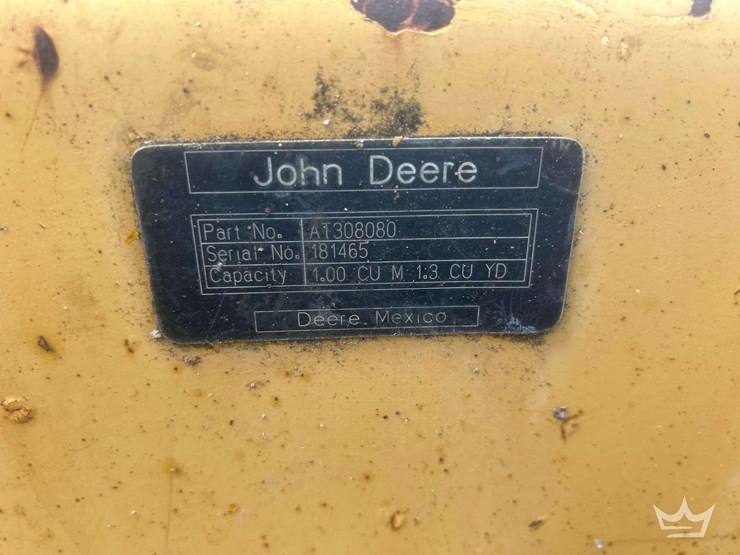 John Deere
Part No. AT308080
Serial No. 181465
Capacity 1.00 CU M 1.3 CU YD
Deere Mexico